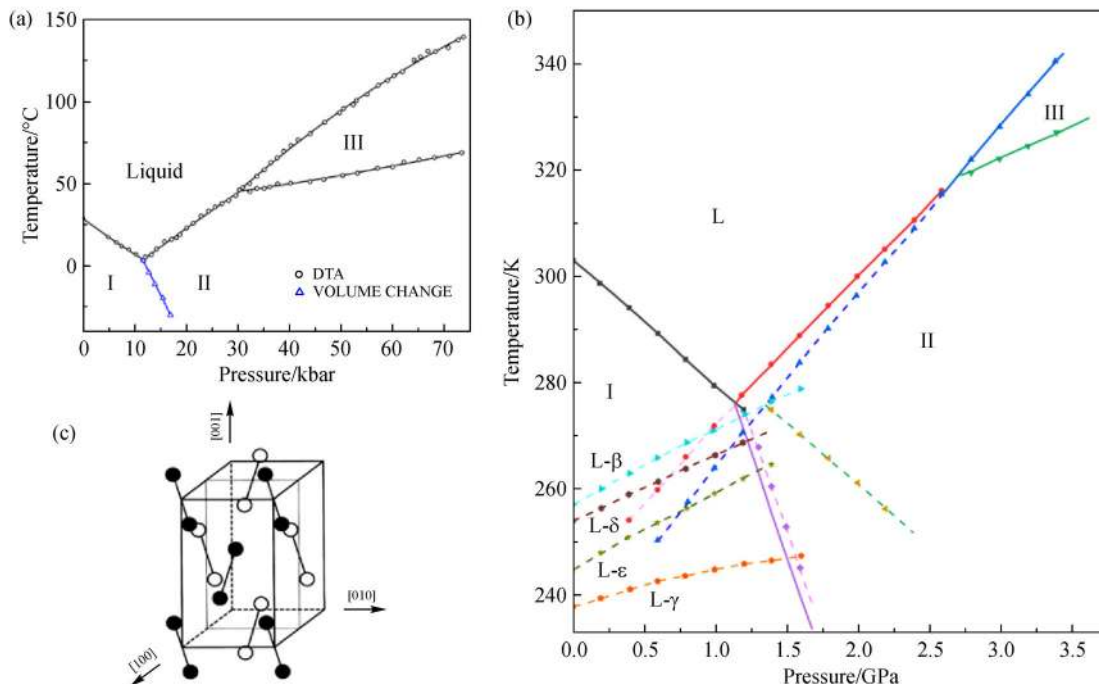 (a)
150
100
50
0
Temperature/°C
Liquid
III
I
II
DTA
VOLUME CHANGE
0 10 20 30 40 50 60 70
Pressure/kbar
(b)
340
320
300
280
260
240
Temperature/K
L
III
I
II
L-β
L-δ
L-ε
L-γ
0.0 0.5 1.0 1.5 2.0 2.5 3.0 3.5
Pressure/GPa
(c)
[100]
[010]
[100]